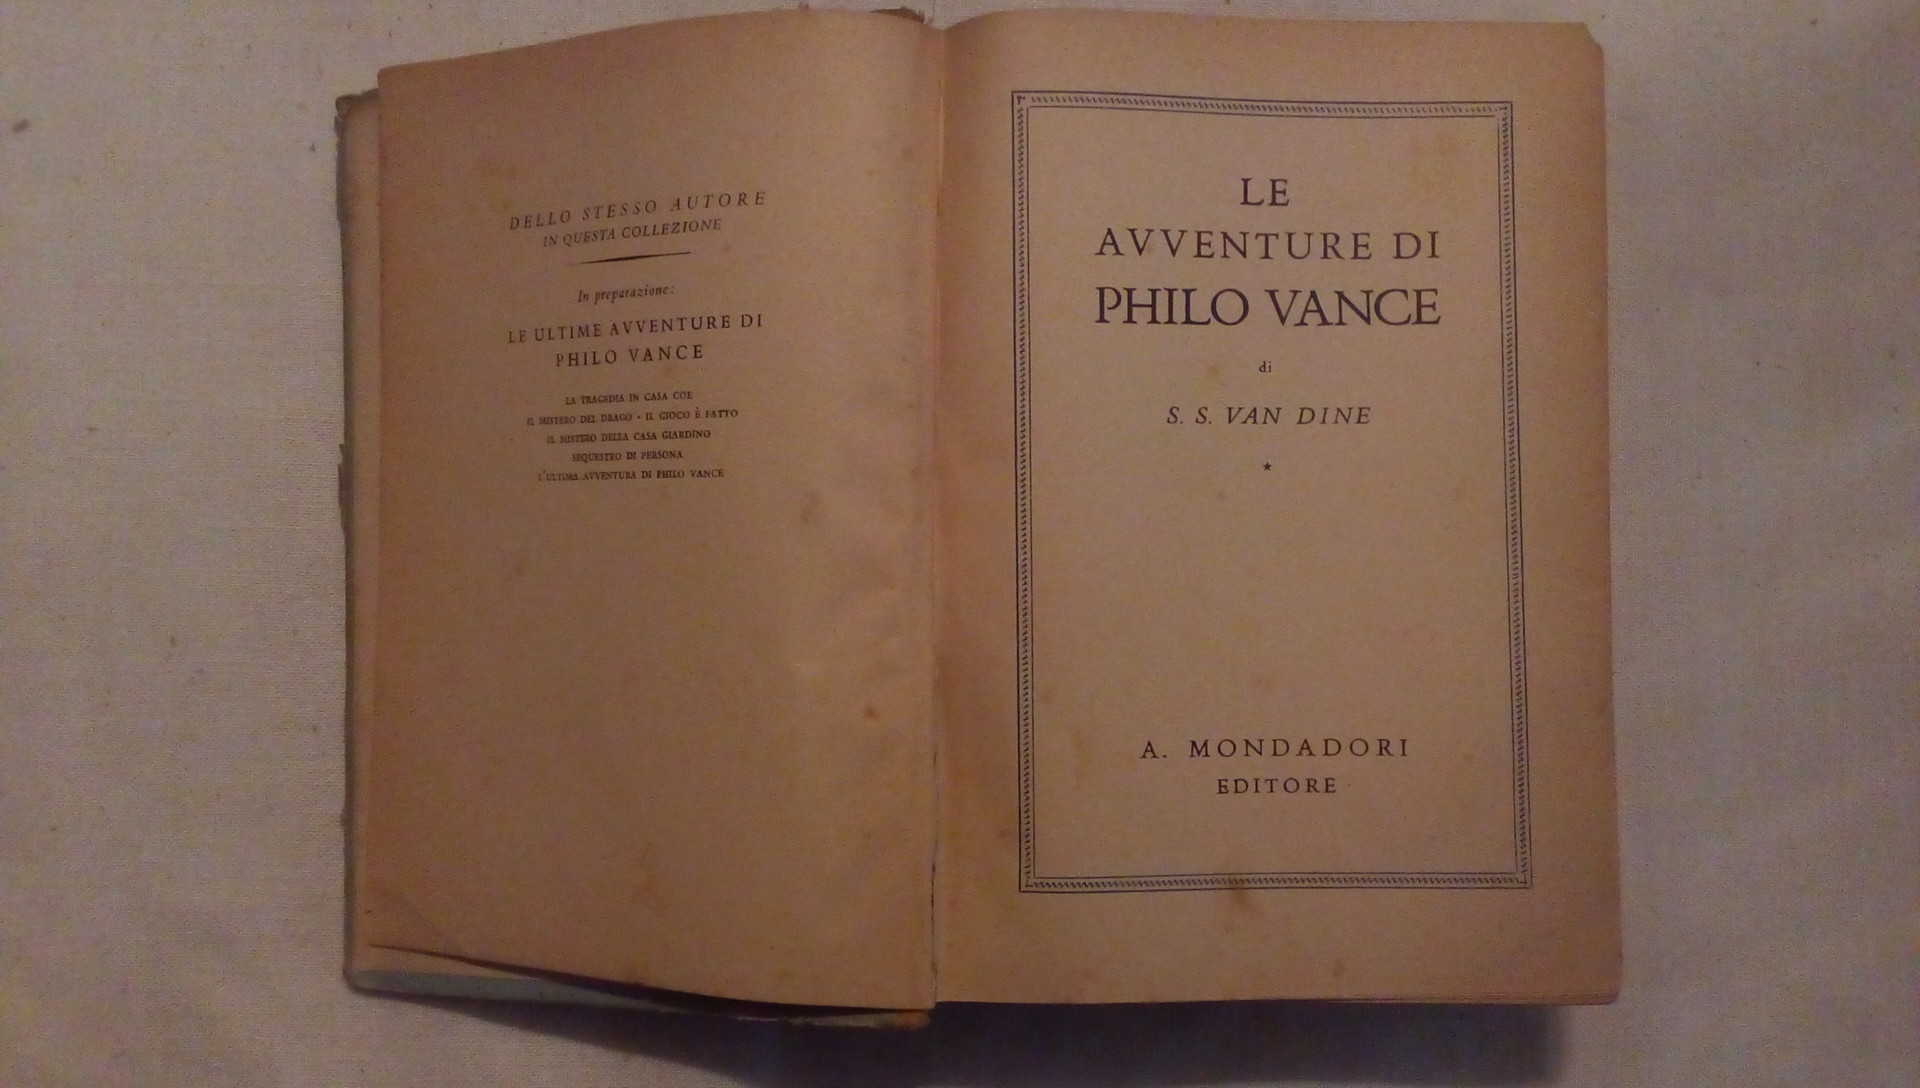 DELLO STESSO AUTORE
IN QUESTA COLLEZIONE
In preparazione:
LE ULTIME AVVENTURE DI
PHILO VANCE
LA TRAGEDIA IN CASA COE
IL MISTERO DEL DRAGO • IL GIOCO È FATTO
IL MISTERO DELLA CASA GIARDINO
SEQUESTRO DI PERSONA
L'ULTIMA AVVENTURA DI PHILO VANCE
LE
AVVENTURE DI
PHILO VANCE
di
S. S. VAN DINE
★
A. MONDADORI
EDITORE